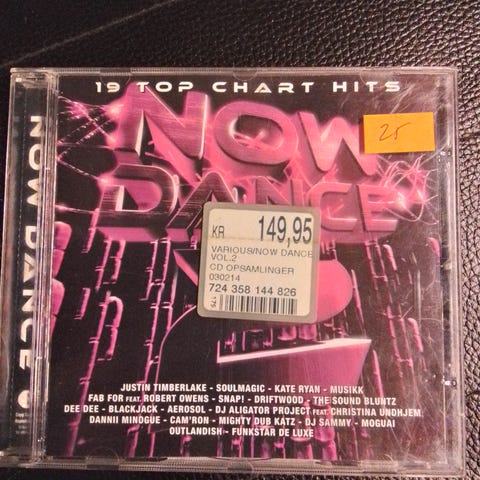 19 TOP CHART HITS
NOW
DANCE
2
25
KR 149,95
VARIOUS/NOW DANCE
VOL.2
CD OPSAMLINGER
030214
724 358 144 826
175
JUSTIN TIMBERLAKE - SOULMAGIC - KATE RYAN - MUSIKK
FAB FOR FEAT. ROBERT OWENS - SNAP! - DRIFTWOOD - THE SOUND BLUNTZ
DEE DEE - BLACKJACK - AEROSOL - DJ ALIGATOR PROJECT FEAT. CHRISTINA UNDHJEM
DANNII MINOGUE - CAM'RON - MIGHTY DUB KATZ - DJ SAMMY - MOGUAI
OUTLANDISH - FUNKSTAR DE LUXE
NOW DANCE